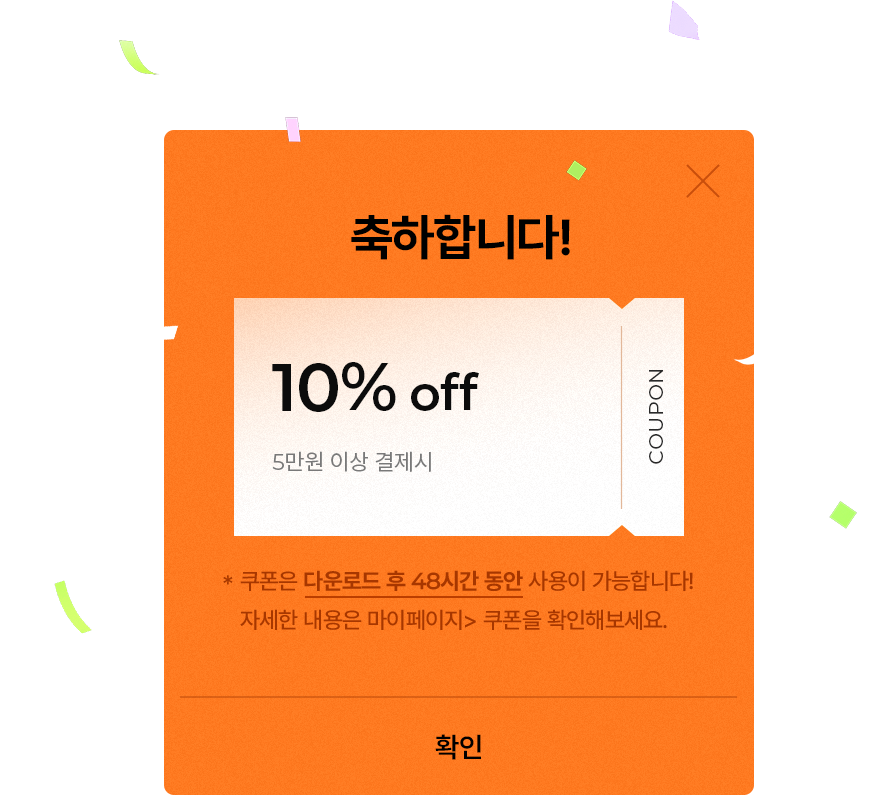 축하합니다!
10% off
5만원 이상 결제시
COUPON
* 쿠폰은 다운로드 후 48시간 동안 사용이 가능합니다!
자세한 내용은 마이페이지> 쿠폰을 확인해보세요.
확인